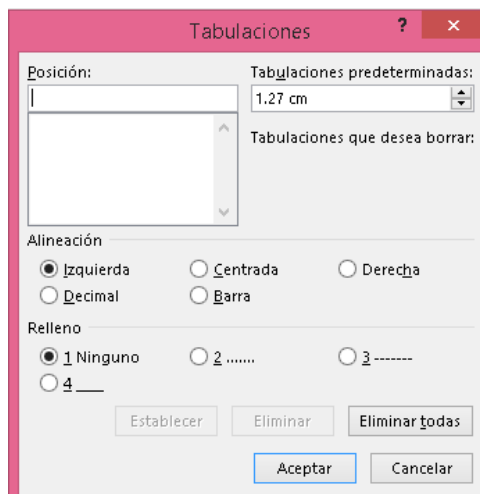 Tabulaciones ? ×
Posición:
Tabulaciones predeterminadas:
1.27 cm
Tabulaciones que desea borrar:
Alineación
Izquierda Centrada Derecha
Decimal Barra
Relleno
1 Ninguno 2 ....... 3 -------
4 ___
Establecer Eliminar Eliminar todas
Aceptar Cancelar